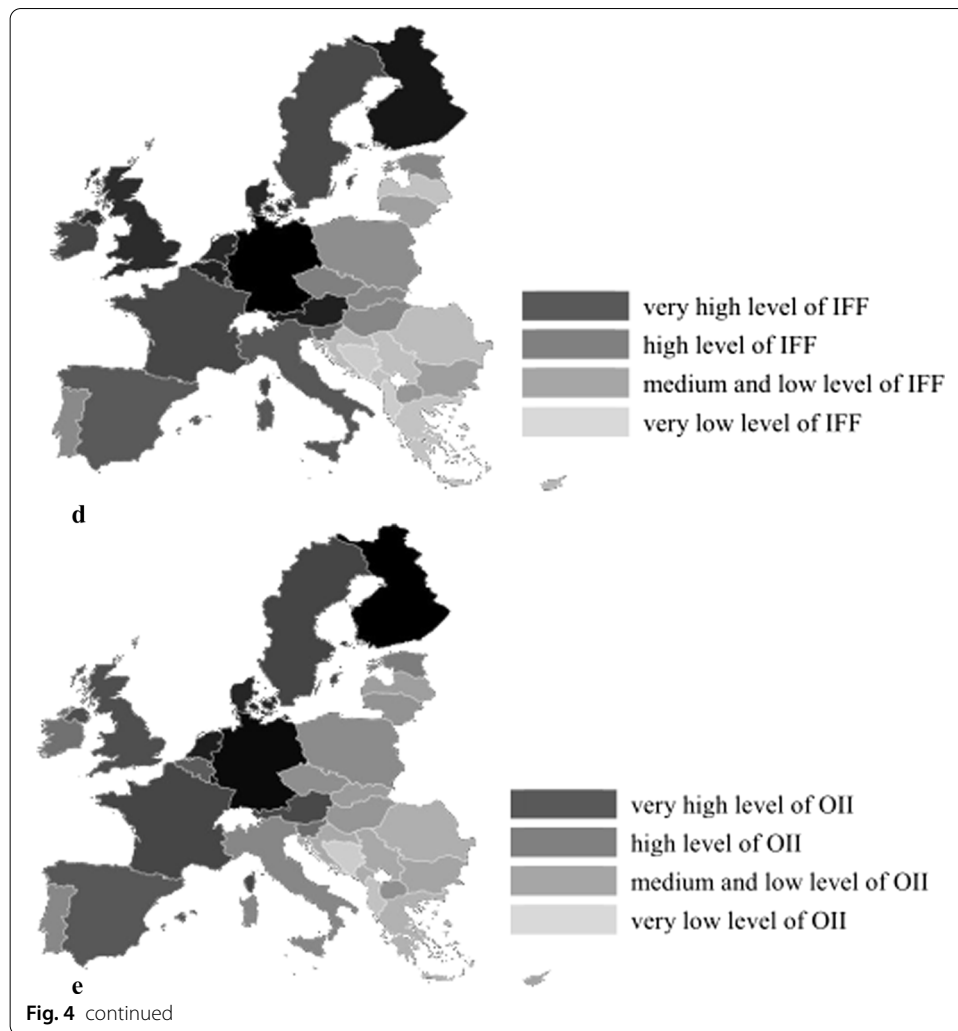 very high level of IFF
high level of IFF
medium and low level of IFF
very low level of IFF
d
very high level of OII
high level of OII
medium and low level of OII
very low level of OII
e
Fig. 4 continued